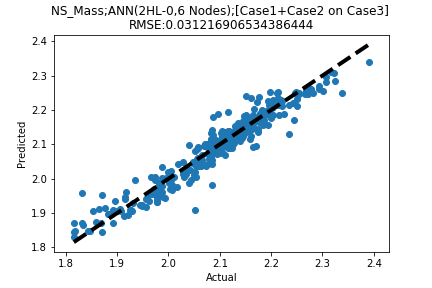 NS_Mass;ANN(2HL-0,6 Nodes);[Case1+Case2 on Case3]
RMSE:0.031216906534386444
2.4
2.3
2.2
2.1
2.0
1.9
1.8
Predicted
1.8 1.9 2.0 2.1 2.2 2.3 2.4
Actual